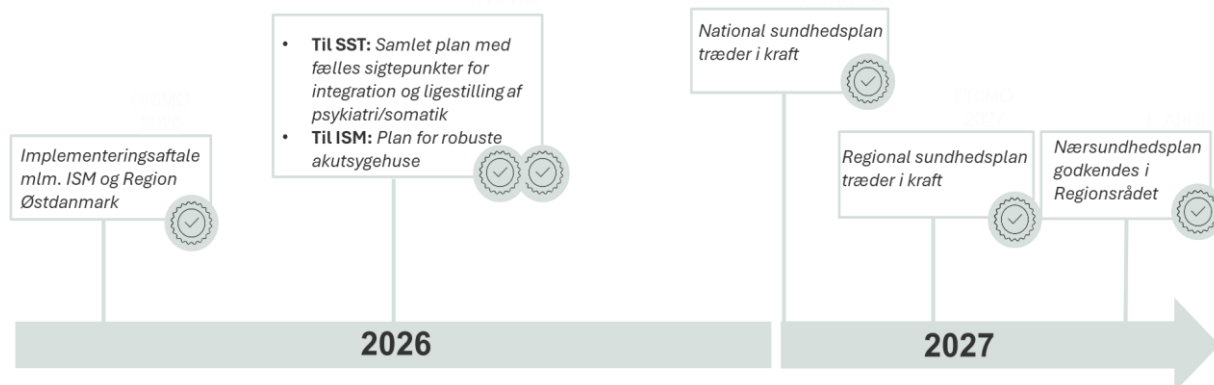 Implementeringsaftale
mlm. ISM og Region
Østdanmark
• Til SST: Samlet plan med
fælles sigtepunkter for
integration og ligestilling af
psykiatri/somatik
• Til ISM: Plan for robuste
akutsygehuse
National sundhedsplan
træder i kraft
Regional sundhedsplan
træder i kraft
Nærsundhedsplan
godkendes i
Regionsrådet
2026
2027